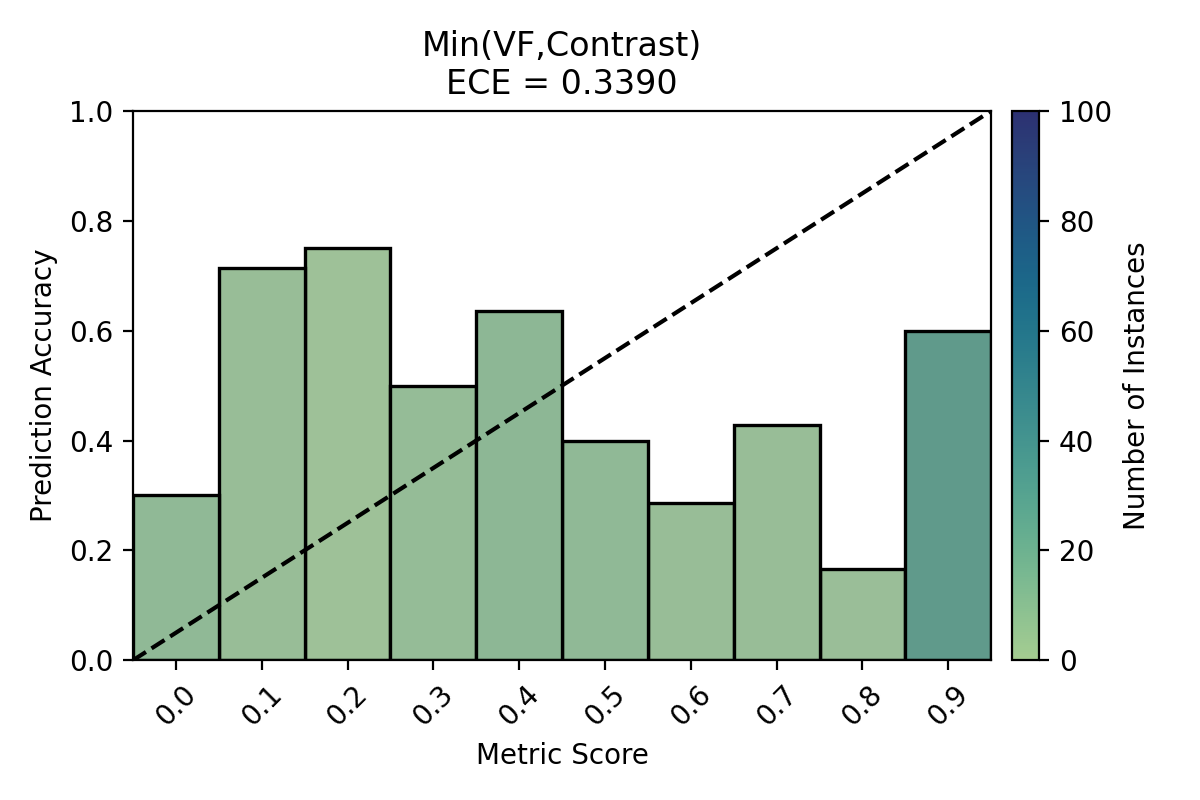 Min(VF,Contrast)
ECE = 0.3390
1.0
0.8
0.6
0.4
0.2
0.0
Prediction Accuracy
0.0 0.1 0.2 0.3 0.4 0.5 0.6 0.7 0.8 0.9
Metric Score
100
80
60
40
20
0
Number of Instances